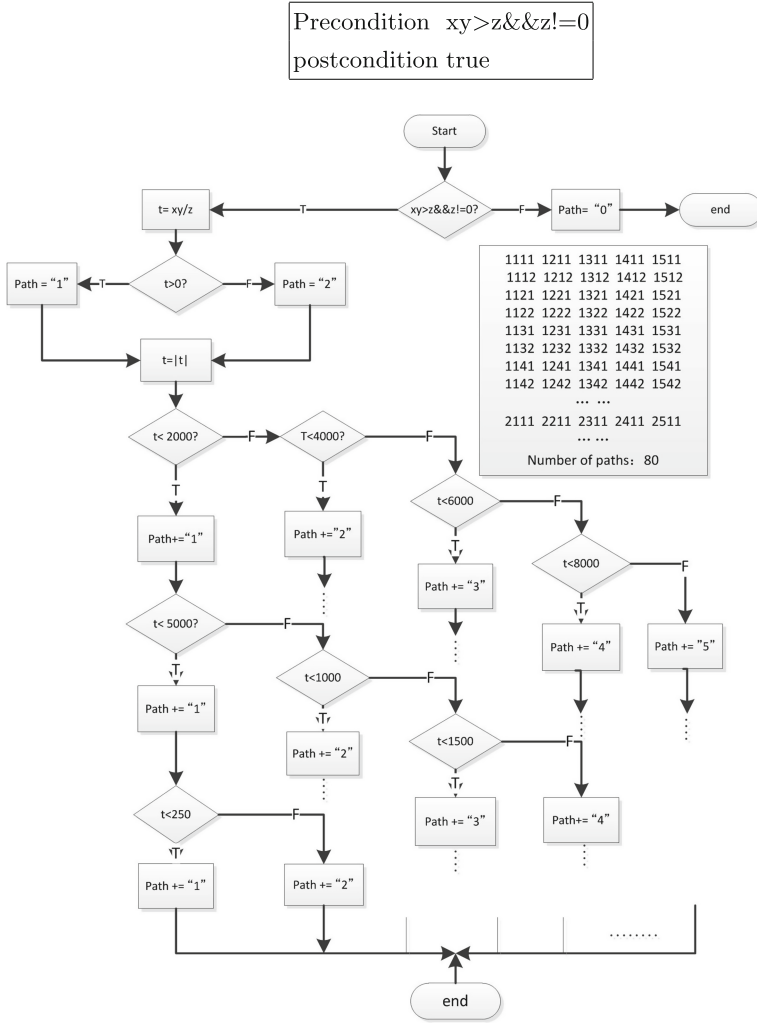 Precondition xy>z&&z!=0
postcondition true
Start
xy>z&&z!=0?
T
F
t= xy/z
Path= “0”
end
t>0?
T
F
Path = “1”
Path = “2”
t=|t|
1111 1211 1311 1411 1511
1112 1212 1312 1412 1512
1121 1221 1321 1421 1521
1122 1222 1322 1422 1522
1131 1231 1331 1431 1531
1132 1232 1332 1432 1532
1141 1241 1341 1441 1541
1142 1242 1342 1442 1542
... ...
2111 2211 2311 2411 2511
... ...
Number of paths: 80
t< 2000?
F
T<4000?
F
T
T
t<6000
F
Path+=“1”
Path +=”2”
T
t<8000
F
Path += “3”
T
t< 5000?
F
Path += “4”
Path += ”5”
T
t<1000
F
Path += “1”
T
t<1500
F
Path += “2”
T
t<250
F
Path += “3”
Path+= “4”
T
Path += “1”
Path += “2”
........
end